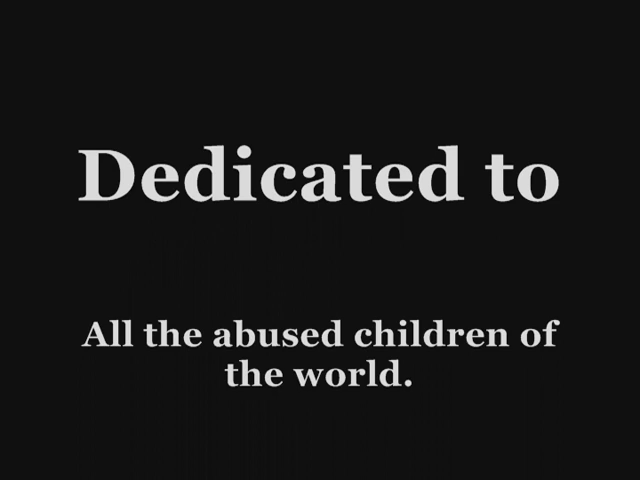 Dedicated to
All the abused children of
the world.